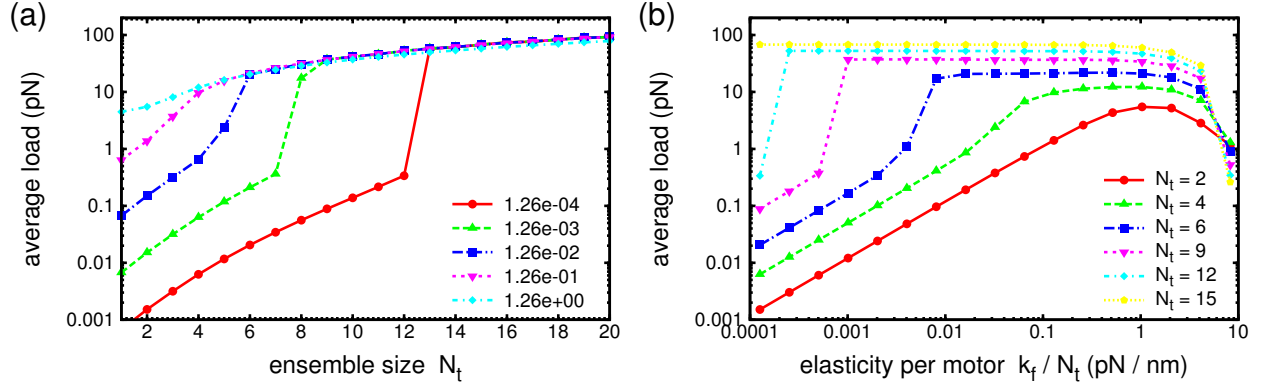 (a)
average load (pN)
100
10
1
0.1
0.01
0.001
2 4 6 8 10 12 14 16 18 20
ensemble size N_t
1.26e-04
1.26e-03
1.26e-02
1.26e-01
1.26e+00
(b)
average load (pN)
100
10
1
0.1
0.01
0.001
0.0001 0.001 0.01 0.1 1 10
elasticity per motor k_f / N_t (pN / nm)
N_t = 2
N_t = 4
N_t = 6
N_t = 9
N_t = 12
N_t = 15